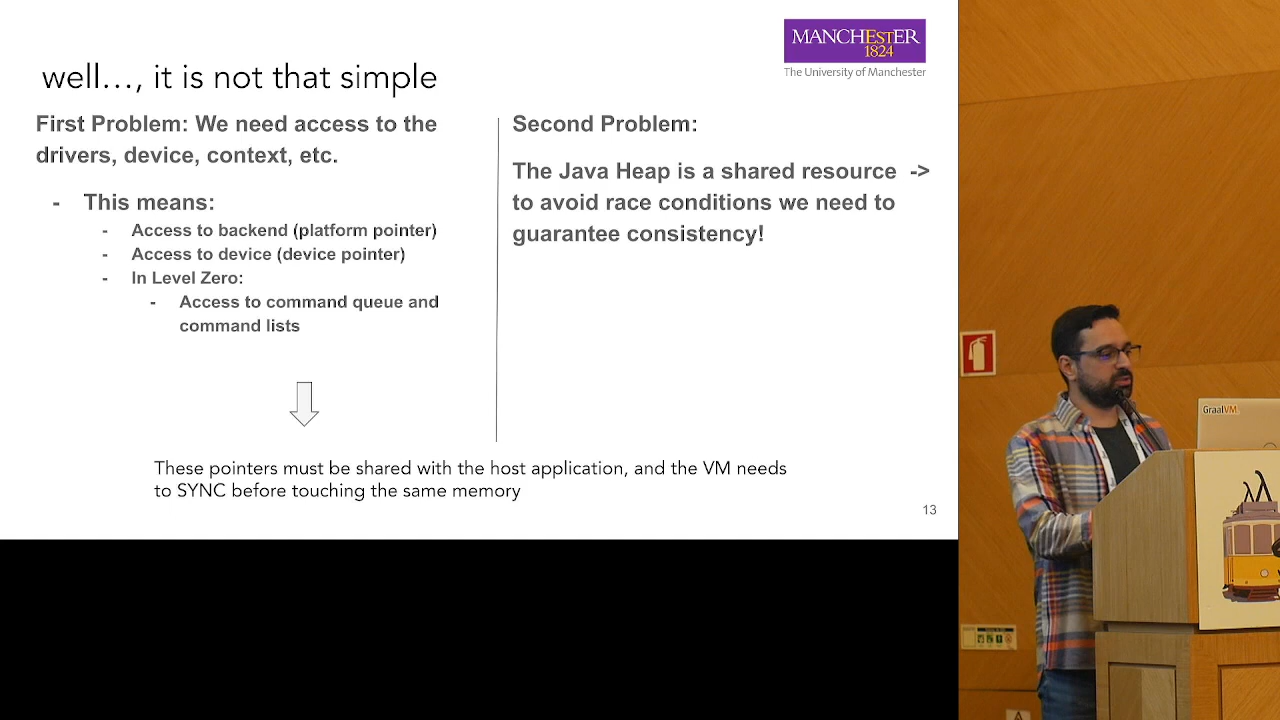 MANCHESTER
1824
The University of Manchester
well..., it is not that simple
First Problem: We need access to the
drivers, device, context, etc.
- This means:
- Access to backend (platform pointer)
- Access to device (device pointer)
- In Level Zero:
- Access to command queue and
command lists
Second Problem:
The Java Heap is a shared resource ->
to avoid race conditions we need to
guarantee consistency!
These pointers must be shared with the host application, and the VM needs
to SYNC before touching the same memory
13
GraalVM